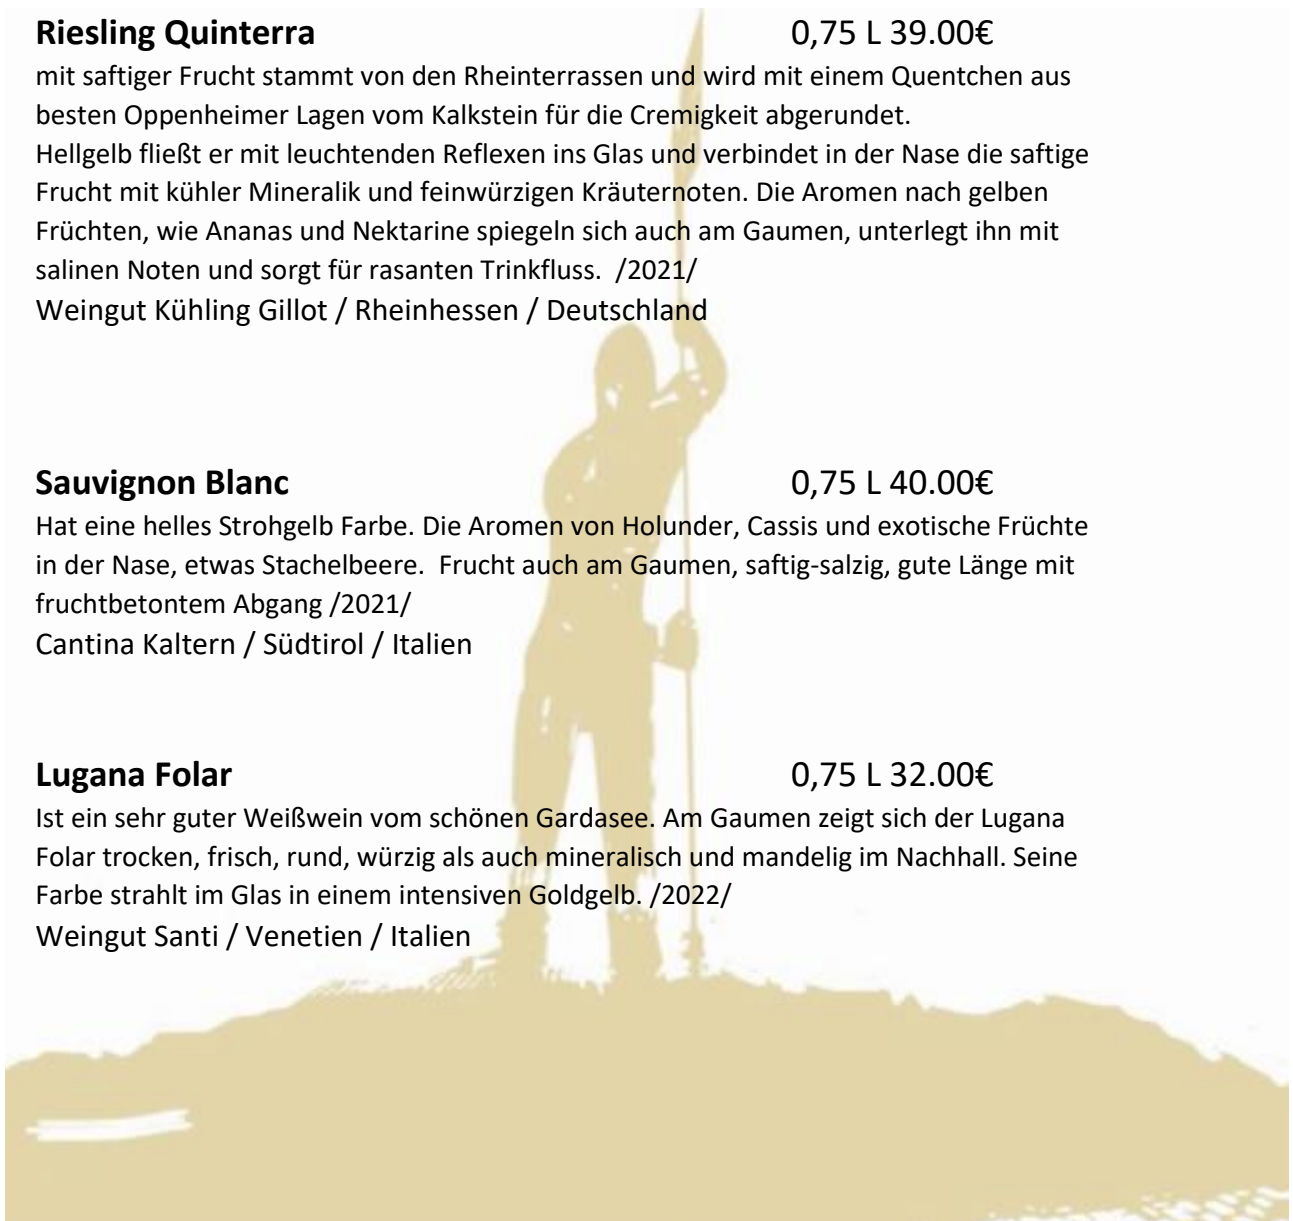 Riesling Quinterra 0,75 L 39.00€
mit saftiger Frucht stammt von den Rheinterrassen und wird mit einem Quentchen aus
besten Oppenheimer Lagen vom Kalkstein für die Cremigkeit abgerundet.
Hellgelb fließt er mit leuchtenden Reflexen ins Glas und verbindet in der Nase die saftige
Frucht mit kühler Mineralik und feinwürzigen Kräuternoten. Die Aromen nach gelben
Früchten, wie Ananas und Nektarine spiegeln sich auch am Gaumen, unterlegt ihn mit
salinen Noten und sorgt für rasanten Trinkfluss.  /2021/
Weingut Kühling Gillot / Rheinhessen / Deutschland
Sauvignon Blanc 0,75 L 40.00€
Hat eine helles Strohgelb Farbe. Die Aromen von Holunder, Cassis und exotische Früchte
in der Nase, etwas Stachelbeere.  Frucht auch am Gaumen, saftig-salzig, gute Länge mit
fruchtbetontem Abgang /2021/
Cantina Kaltern / Südtirol / Italien
Lugana Folar 0,75 L 32.00€
Ist ein sehr guter Weißwein vom schönen Gardasee. Am Gaumen zeigt sich der Lugana
Folar trocken, frisch, rund, würzig als auch mineralisch und mandelig im Nachhall. Seine
Farbe strahlt im Glas in einem intensiven Goldgelb. /2022/
Weingut Santi / Venetien / Italien